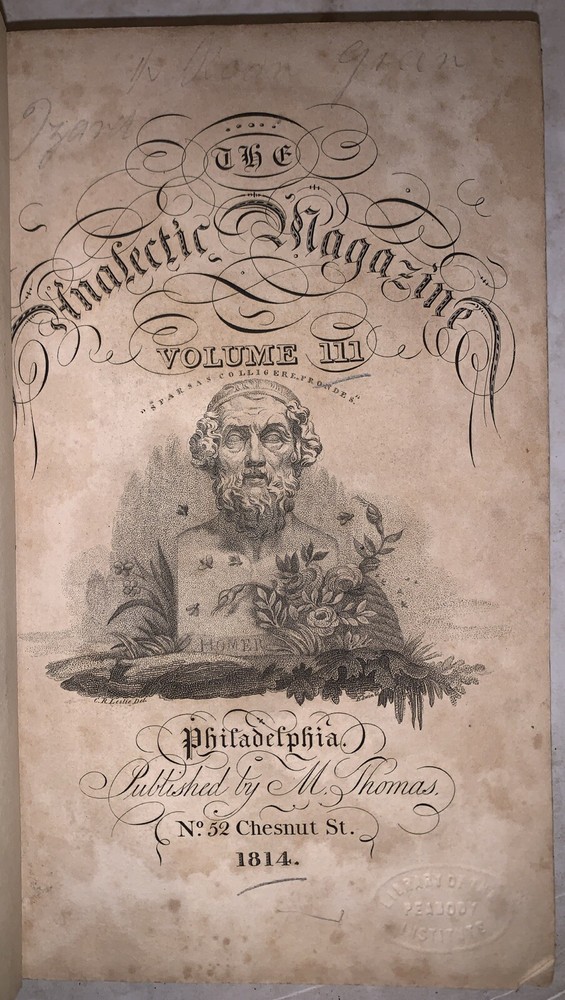 THE
Analectic Magazine
VOLUME III
"SPARSAS COLLIGERE FRONDES."
HOMER
C.R.Leslie Del.
Philadelphia.
Published by M. Thomas.
No. 52 Chesnut St.
1814.
LIBRARY OF THE
PEABODY
INSTITUTE